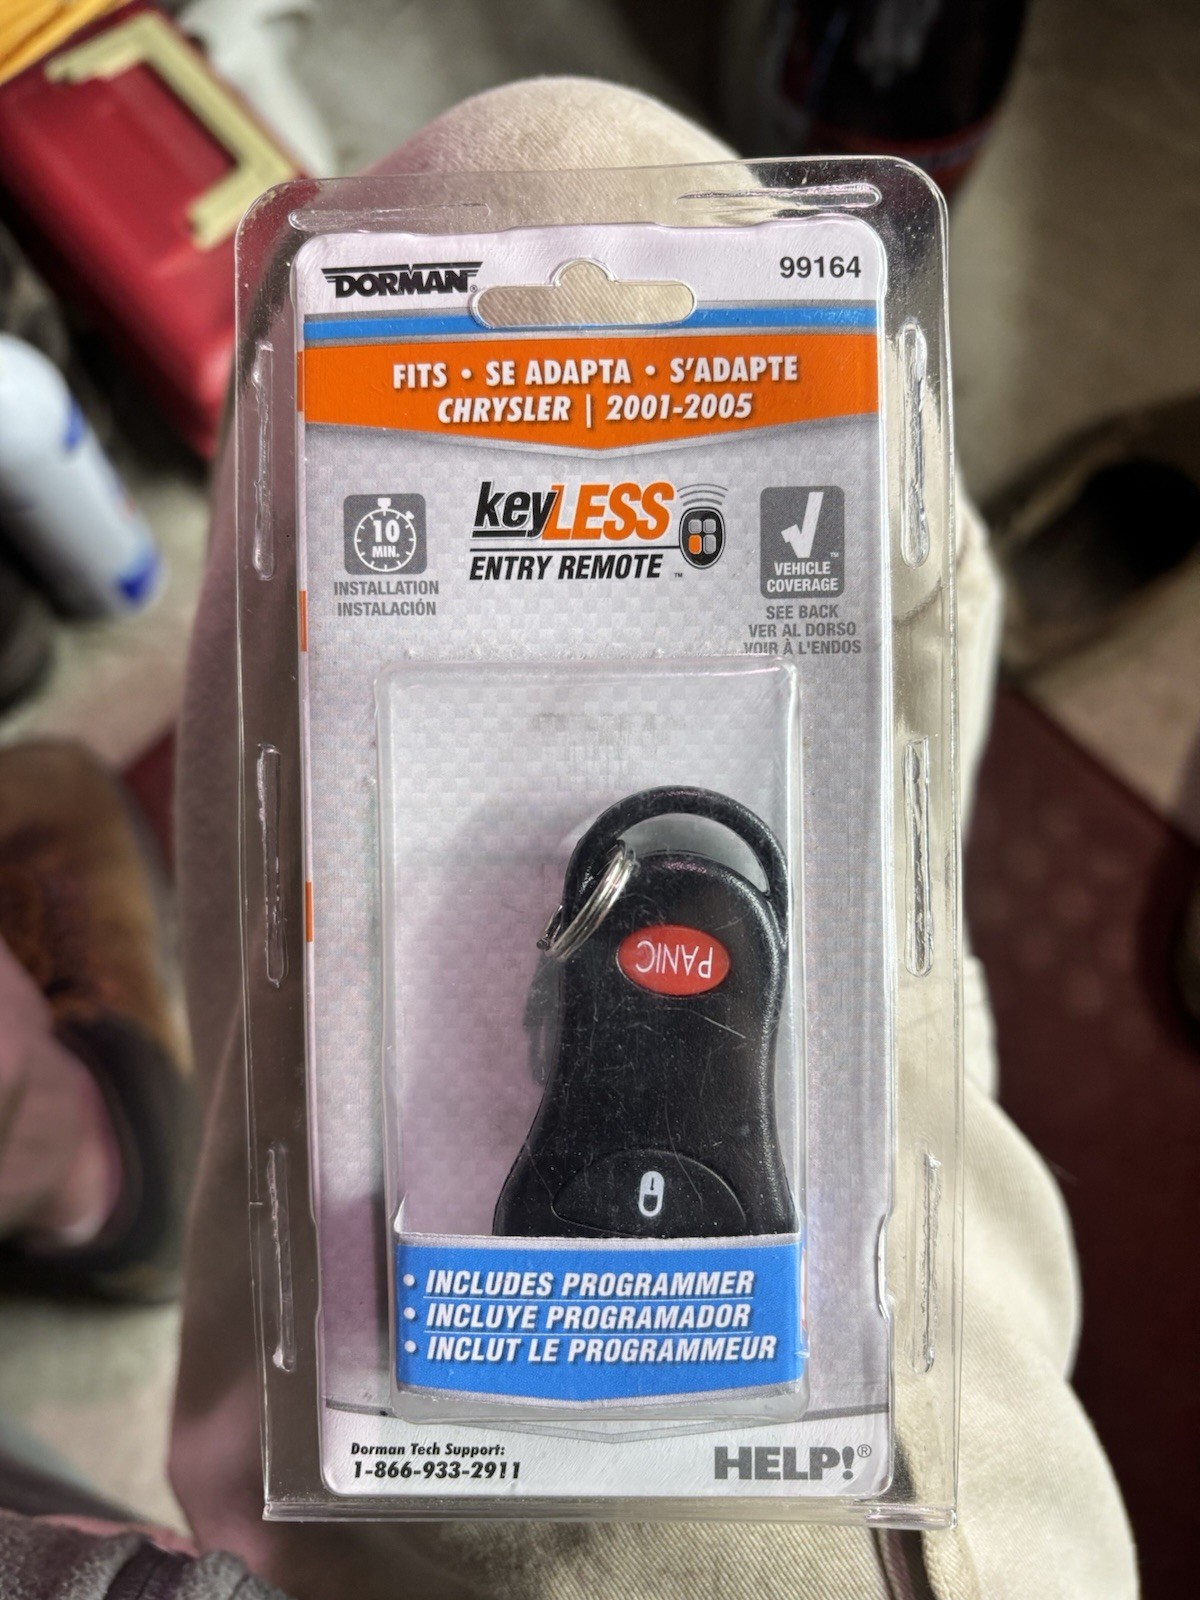 DORMAN®
99164
FITS • SE ADAPTA • S'ADAPTE
CHRYSLER | 2001-2005
10
MIN.
INSTALLATION
INSTALACIÓN
keyLESS
ENTRY REMOTE ™
™
VEHICLE
COVERAGE
SEE BACK
VER AL DORSO
VOIR À L'ENDOS
PANIC
• INCLUDES PROGRAMMER
• INCLUYE PROGRAMADOR
• INCLUT LE PROGRAMMEUR
Dorman Tech Support:
1-866-933-2911
HELP!®